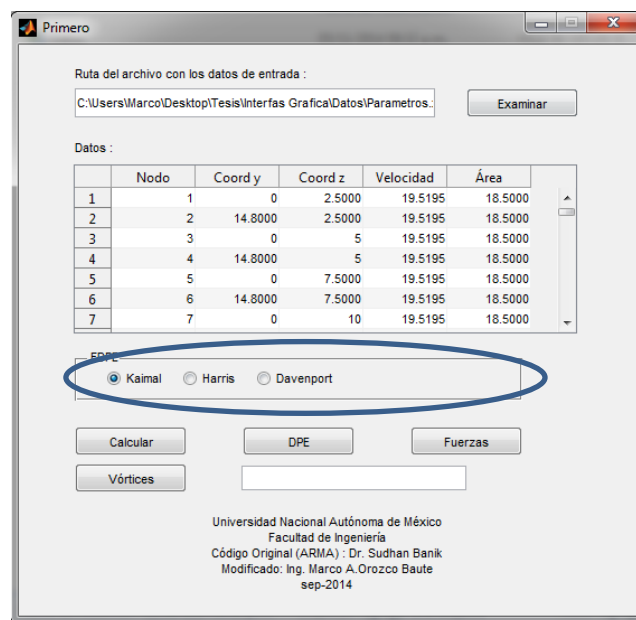 Primero
Ruta del archivo con los datos de entrada :
C:\Users\Marco\Desktop\Tesis\Interfas Grafica\Datos\Parametros.:
Examinar
Datos :
Nodo Coord y Coord z Velocidad Área
1 1 0 2.5000 19.5195 18.5000
2 2 14.8000 2.5000 19.5195 18.5000
3 3 0 5 19.5195 18.5000
4 4 14.8000 5 19.5195 18.5000
5 5 0 7.5000 19.5195 18.5000
6 6 14.8000 7.5000 19.5195 18.5000
7 7 0 10 19.5195 18.5000
Kaimal Harris Davenport
Calcular DPE Fuerzas
Vórtices
Universidad Nacional Autónoma de México
Facultad de Ingeniería
Código Original (ARMA) : Dr. Sudhan Banik
Modificado: Ing. Marco A.Orozco Baute
sep-2014